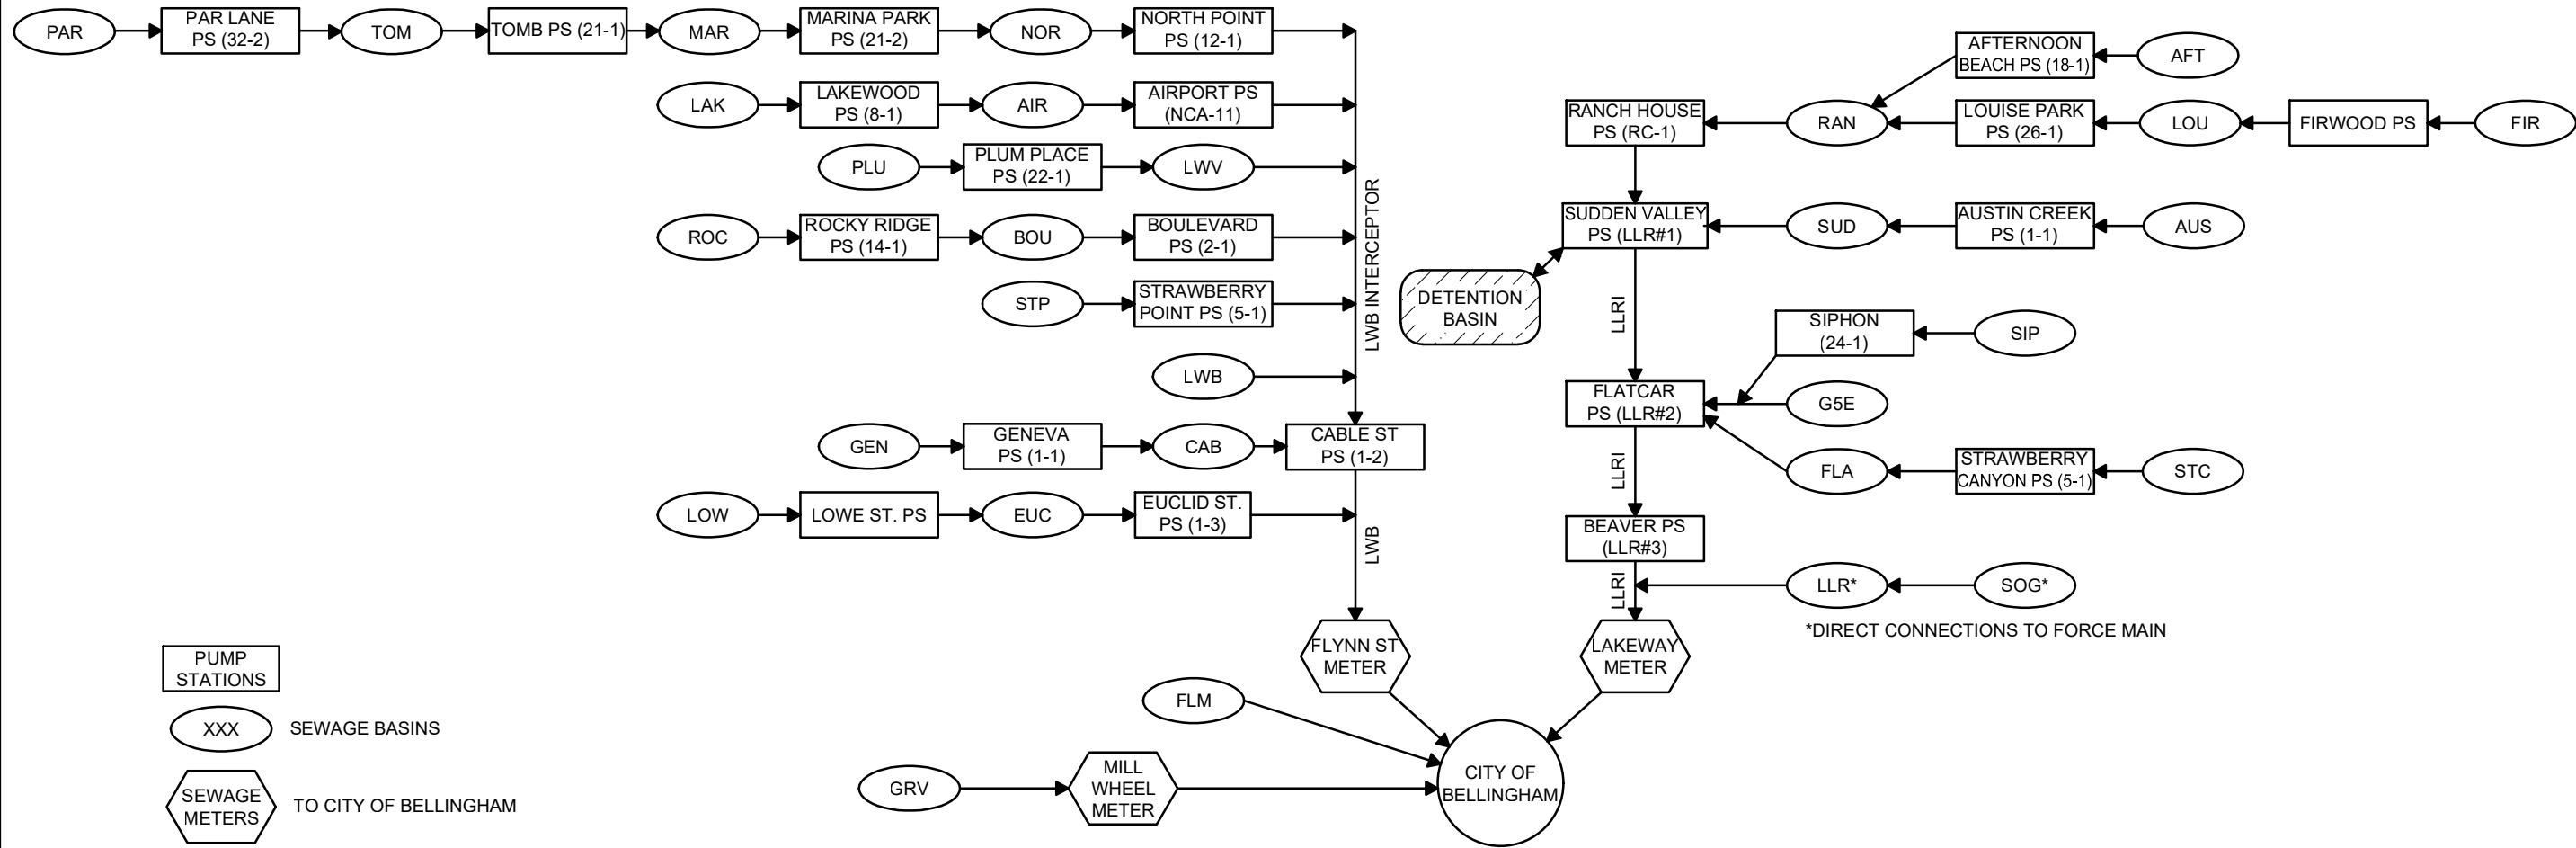 PAR
PAR LANE
PS (32-2)
TOM
TOMB PS (21-1)
MAR
MARINA PARK
PS (21-2)
NOR
NORTH POINT
PS (12-1)
LAK
LAKEWOOD
PS (8-1)
AIR
AIRPORT PS
(NCA-11)
PLU
PLUM PLACE
PS (22-1)
LWV
ROC
ROCKY RIDGE
PS (14-1)
BOU
BOULEVARD
PS (2-1)
STP
STRAWBERRY
POINT PS (5-1)
LWB
LWB INTERCEPTOR
GEN
GENEVA
PS (1-1)
CAB
CABLE ST
PS (1-2)
LOW
LOWE ST. PS
EUC
EUCLID ST.
PS (1-3)
LWB
FLYNN ST
METER
AFTERNOON
BEACH PS (18-1)
AFT
RANCH HOUSE
PS (RC-1)
RAN
LOUISE PARK
PS (26-1)
LOU
FIRWOOD PS
FIR
SUDDEN VALLEY
PS (LLR#1)
SUD
AUSTIN CREEK
PS (1-1)
AUS
DETENTION
BASIN
LLRI
SIPHON
(24-1)
SIP
FLATCAR
PS (LLR#2)
G5E
LLRI
FLA
STRAWBERRY
CANYON PS (5-1)
STC
BEAVER PS
(LLR#3)
LLRI
LLR*
SOG*
*DIRECT CONNECTIONS TO FORCE MAIN
LAKEWAY
METER
FLM
GRV
MILL
WHEEL
METER
CITY OF
BELLINGHAM
PUMP
STATIONS
XXX
SEWAGE BASINS
SEWAGE
METERS
TO CITY OF BELLINGHAM